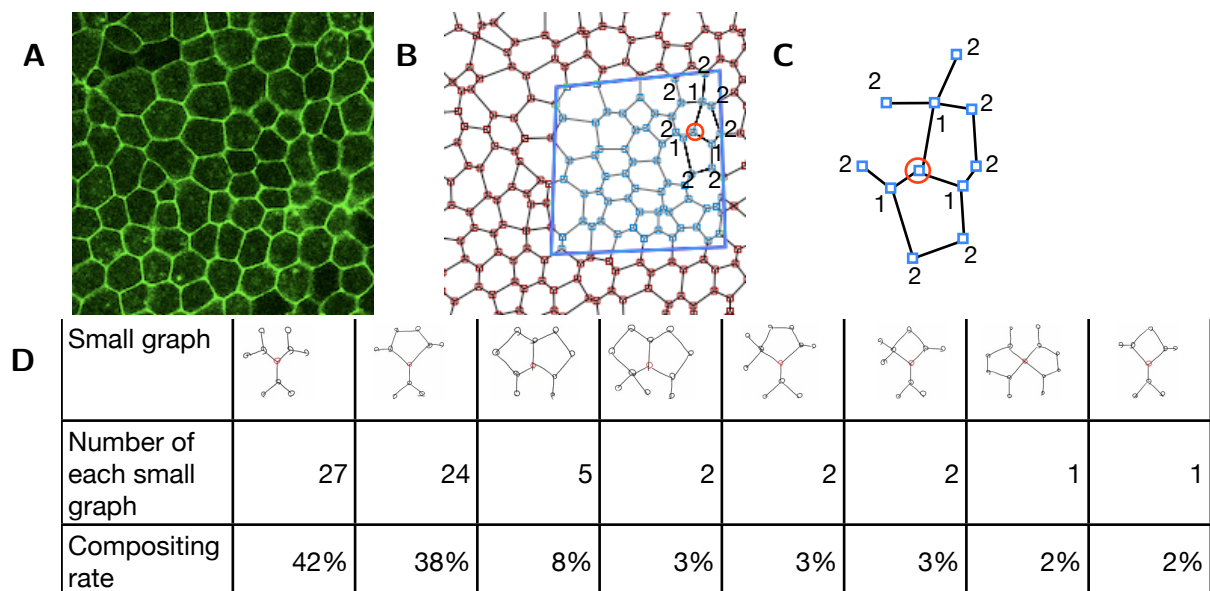 A
B
2
2 1 2
2 2
1 1
2 2
C
2
2
2
1
2 2
1 1
2
2
D
Small graph
Number of
each small
graph
27 24 5 2 2 2 1 1
Compositing
rate
42% 38% 8% 3% 3% 3% 2% 2%